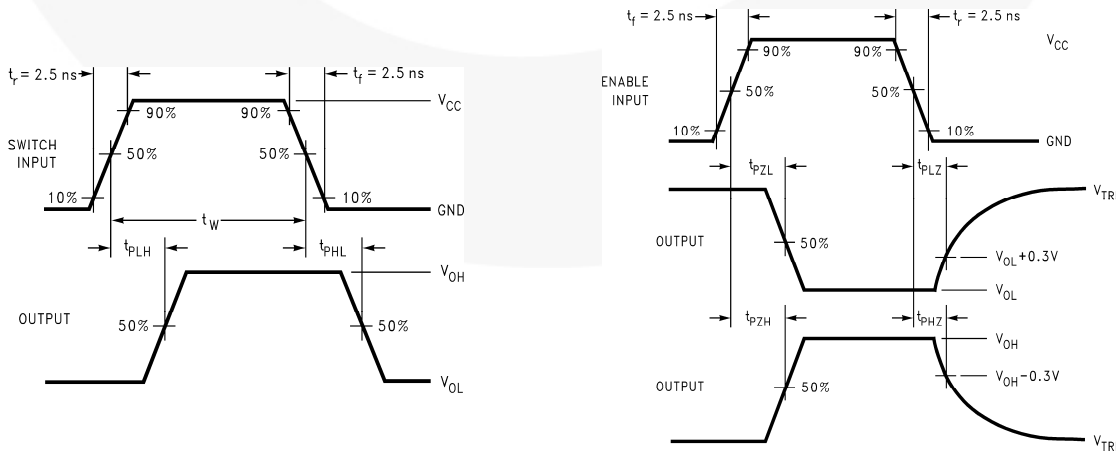 t_r = 2.5 ns
t_f = 2.5 ns
V_CC
90%
90%
SWITCH
INPUT
50%
50%
10%
10%
GND
t_W
t_PLH
t_PHL
V_OH
OUTPUT
50%
50%
V_OL
t_f = 2.5 ns
t_r = 2.5 ns
V_CC
90%
90%
ENABLE
INPUT
50%
50%
10%
10%
GND
t_PZL
t_PLZ
V_TRI
OUTPUT
50%
V_OL+0.3V
V_OL
t_PZH
t_PHZ
V_OH
V_OH-0.3V
OUTPUT
50%
V_TRI